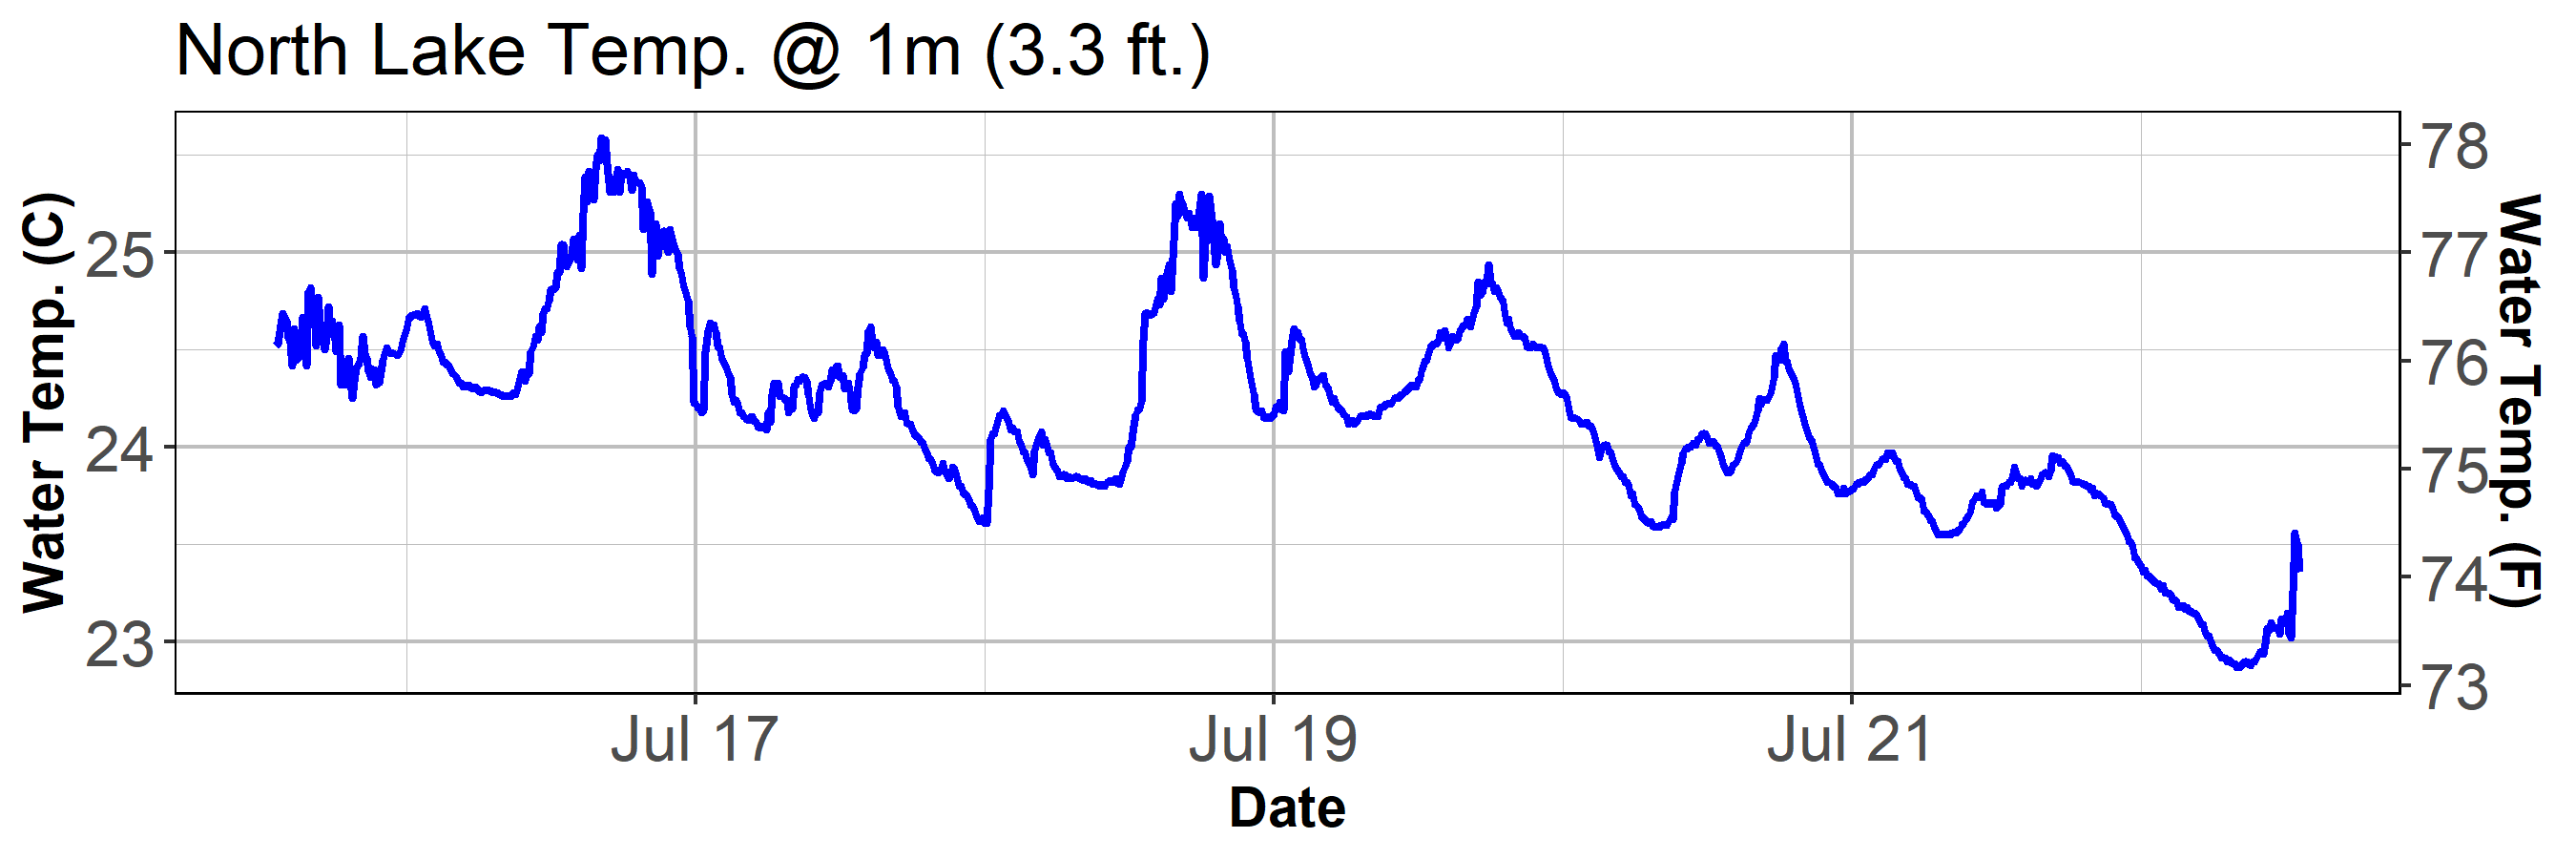 North Lake Temp. @ 1m (3.3 ft.)
Water Temp. (C)
25
24
23
78
77
76
75
74
73
Water Temp. (F)
Jul 17
Jul 19
Jul 21
Date